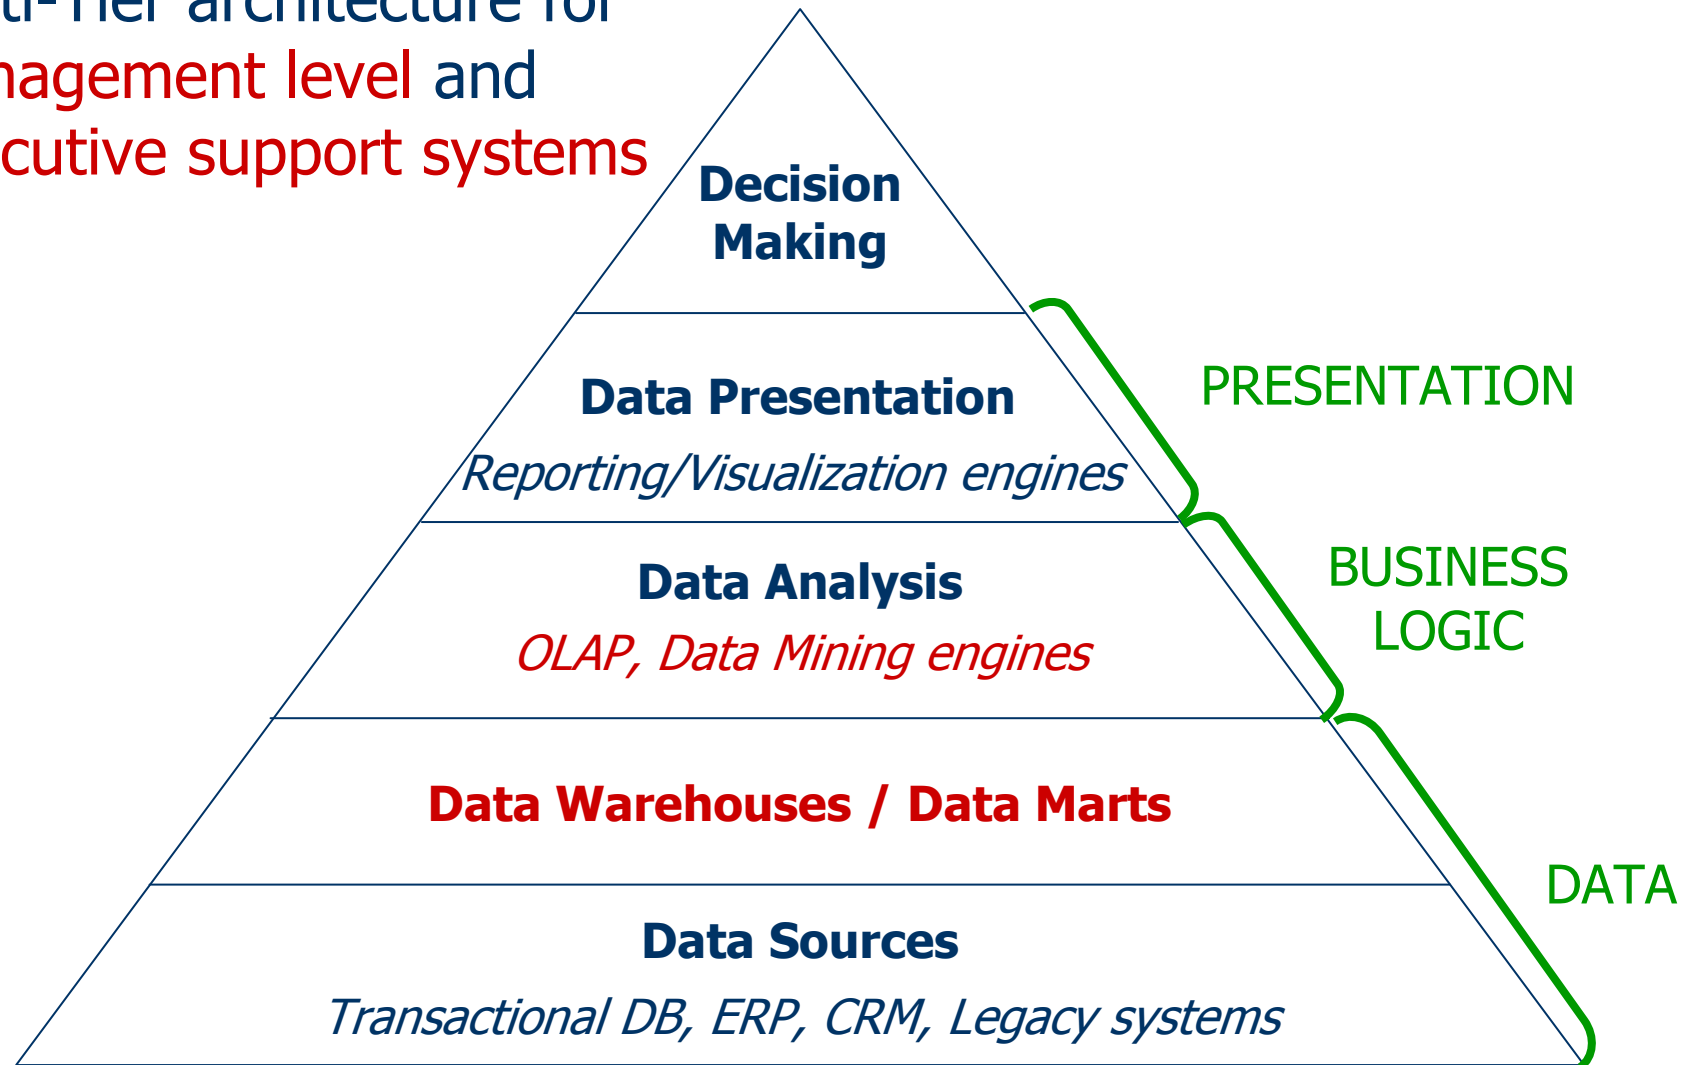 ti-Tier architecture for
nagement level and
cutive support systems
Decision
Making
Data Presentation
Reporting/Visualization engines
PRESENTATION
Data Analysis
OLAP, Data Mining engines
BUSINESS
LOGIC
Data Warehouses / Data Marts
DATA
Data Sources
Transactional DB, ERP, CRM, Legacy systems